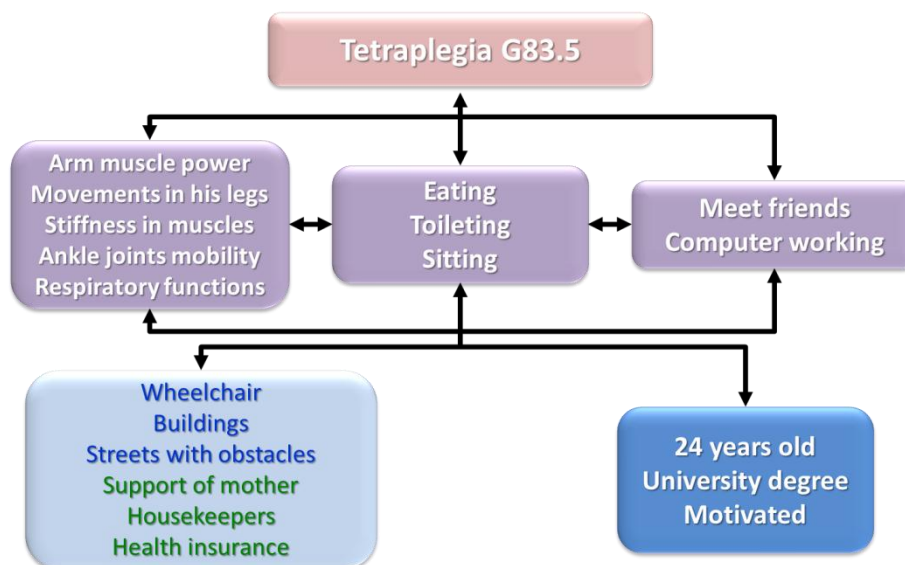 Tetraplegia G83.5
Arm muscle power
Movements in his legs
Stiffness in muscles
Ankle joints mobility
Respiratory functions
Eating
Toileting
Sitting
Meet friends
Computer working
Wheelchair
Buildings
Streets with obstacles
Support of mother
Housekeepers
Health insurance
24 years old
University degree
Motivated